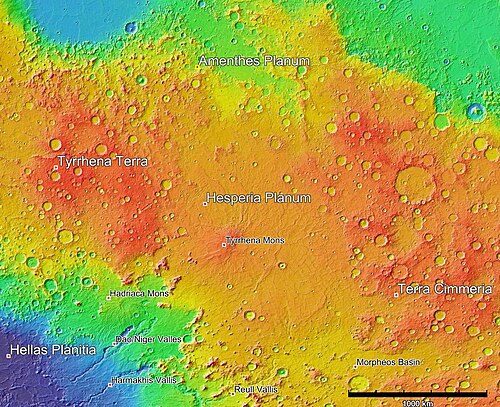 Amenthes Planum
Tyrrhena Terra
Hesperia Planum
Tyrrhena Mons
Terra Cimmeria
Hadriaca Mons
Dao/Niger Valles
Hellas Planitia
Morpheos Basin
Harmakhis Vallis
Reull Vallis
1000 km